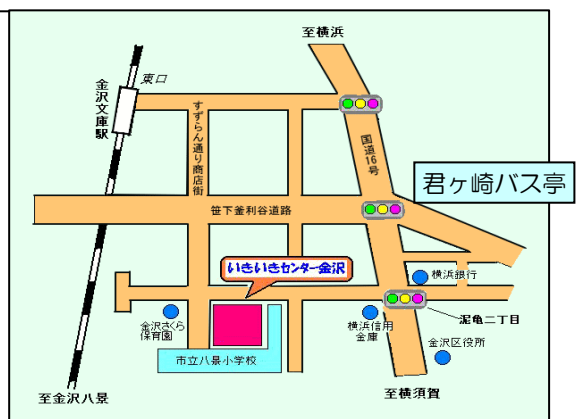 至横浜
東口
金沢文庫駅
すずらん通り商店街
国道16号
君ヶ崎バス亭
笹下釜利谷道路
いきいきセンター金沢
横浜銀行
金沢さくら
保育園
横浜信用
金庫
泥亀二丁目
金沢区役所
市立八景小学校
至金沢八景
至横須賀